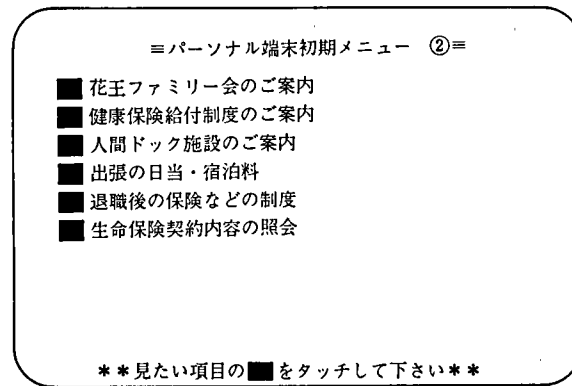 ≡パーソナル端末初期メニュー ②≡
■ 花王ファミリー会のご案内
■ 健康保険給付制度のご案内
■ 人間ドック施設のご案内
■ 出張の日当・宿泊料
■ 退職後の保険などの制度
■ 生命保険契約内容の照会
＊＊見たい項目の■をタッチして下さい＊＊